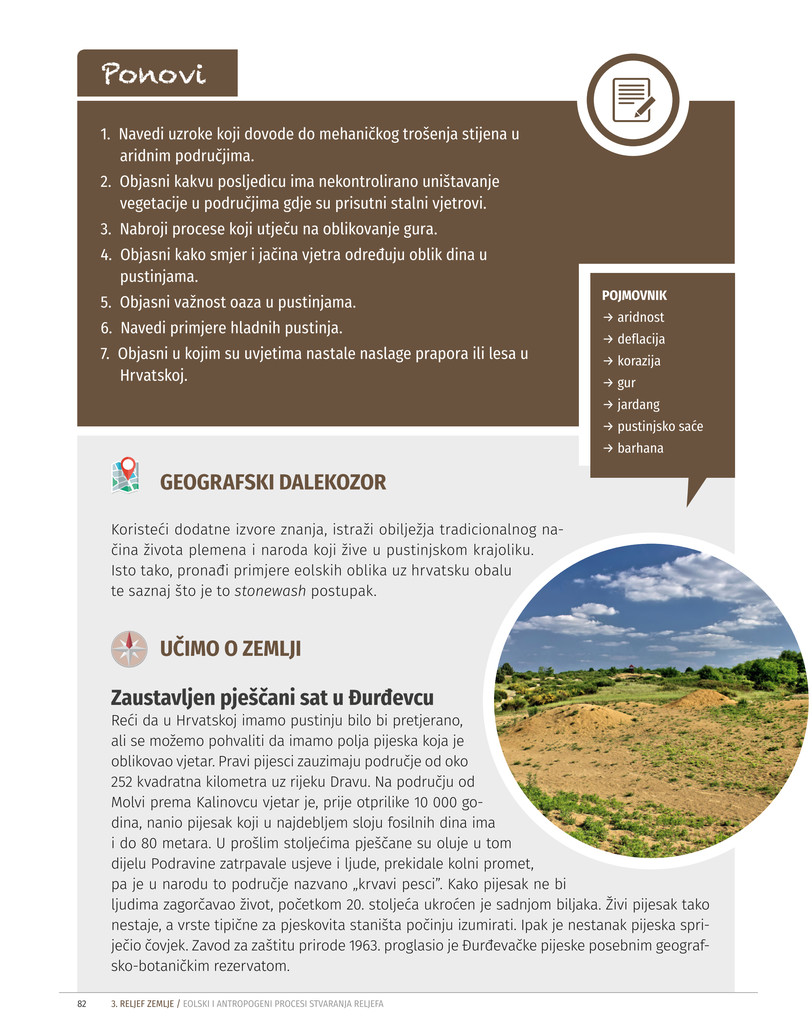 Ponovi
1. Navedi uzroke koji dovode do mehaničkog trošenja stijena u
aridnim područjima.
2. Objasni kakvu posljedicu ima nekontrolirano uništavanje
vegetacije u područjima gdje su prisutni stalni vjetrovi.
3. Nabroji procese koji utječu na oblikovanje gura.
4. Objasni kako smjer i jačina vjetra određuju oblik dina u
pustinjama.
5. Objasni važnost oaza u pustinjama.
6. Navedi primjere hladnih pustinja.
7. Objasni u kojim su uvjetima nastale naslage prapora ili lesa u
Hrvatskoj.
POJMOVNIK
→ aridnost
→ deflacija
→ korazija
→ gur
→ jardang
→ pustinjsko saće
→ barhana
GEOGRAFSKI DALEKOZOR
Koristeći dodatne izvore znanja, istraži obilježja tradicionalnog na-
čina života plemena i naroda koji žive u pustinjskom krajoliku.
Isto tako, pronađi primjere eolskih oblika uz hrvatsku obalu
te saznaj što je to stonewash postupak.
UČIMO O ZEMLJI
Zaustavljen pješčani sat u Đurđevcu
Reći da u Hrvatskoj imamo pustinju bilo bi pretjerano,
ali se možemo pohvaliti da imamo polja pijeska koja je
oblikovao vjetar. Pravi pijesci zauzimaju područje od oko
252 kvadratna kilometra uz rijeku Dravu. Na području od
Molvi prema Kalinovcu vjetar je, prije otprilike 10 000 go-
dina, nanio pijesak koji u najdebljem sloju fosilnih dina ima
i do 80 metara. U prošlim stoljećima pješčane su oluje u tom
dijelu Podravine zatrpavale usjeve i ljude, prekidale kolni promet,
pa je u narodu to područje nazvano „krvavi pesci”. Kako pijesak ne bi
ljudima zagorčavao život, početkom 20. stoljeća ukroćen je sadnjom biljaka. Živi pijesak tako
nestaje, a vrste tipične za pjeskovita staništa počinju izumirati. Ipak je nestanak pijeska spri-
ječio čovjek. Zavod za zaštitu prirode 1963. proglasio je Đurđevačke pijeske posebnim geograf-
sko-botaničkim rezervatom.
82 3. RELJEF ZEMLJE / EOLSKI I ANTROPOGENI PROCESI STVARANJA RELJEFA